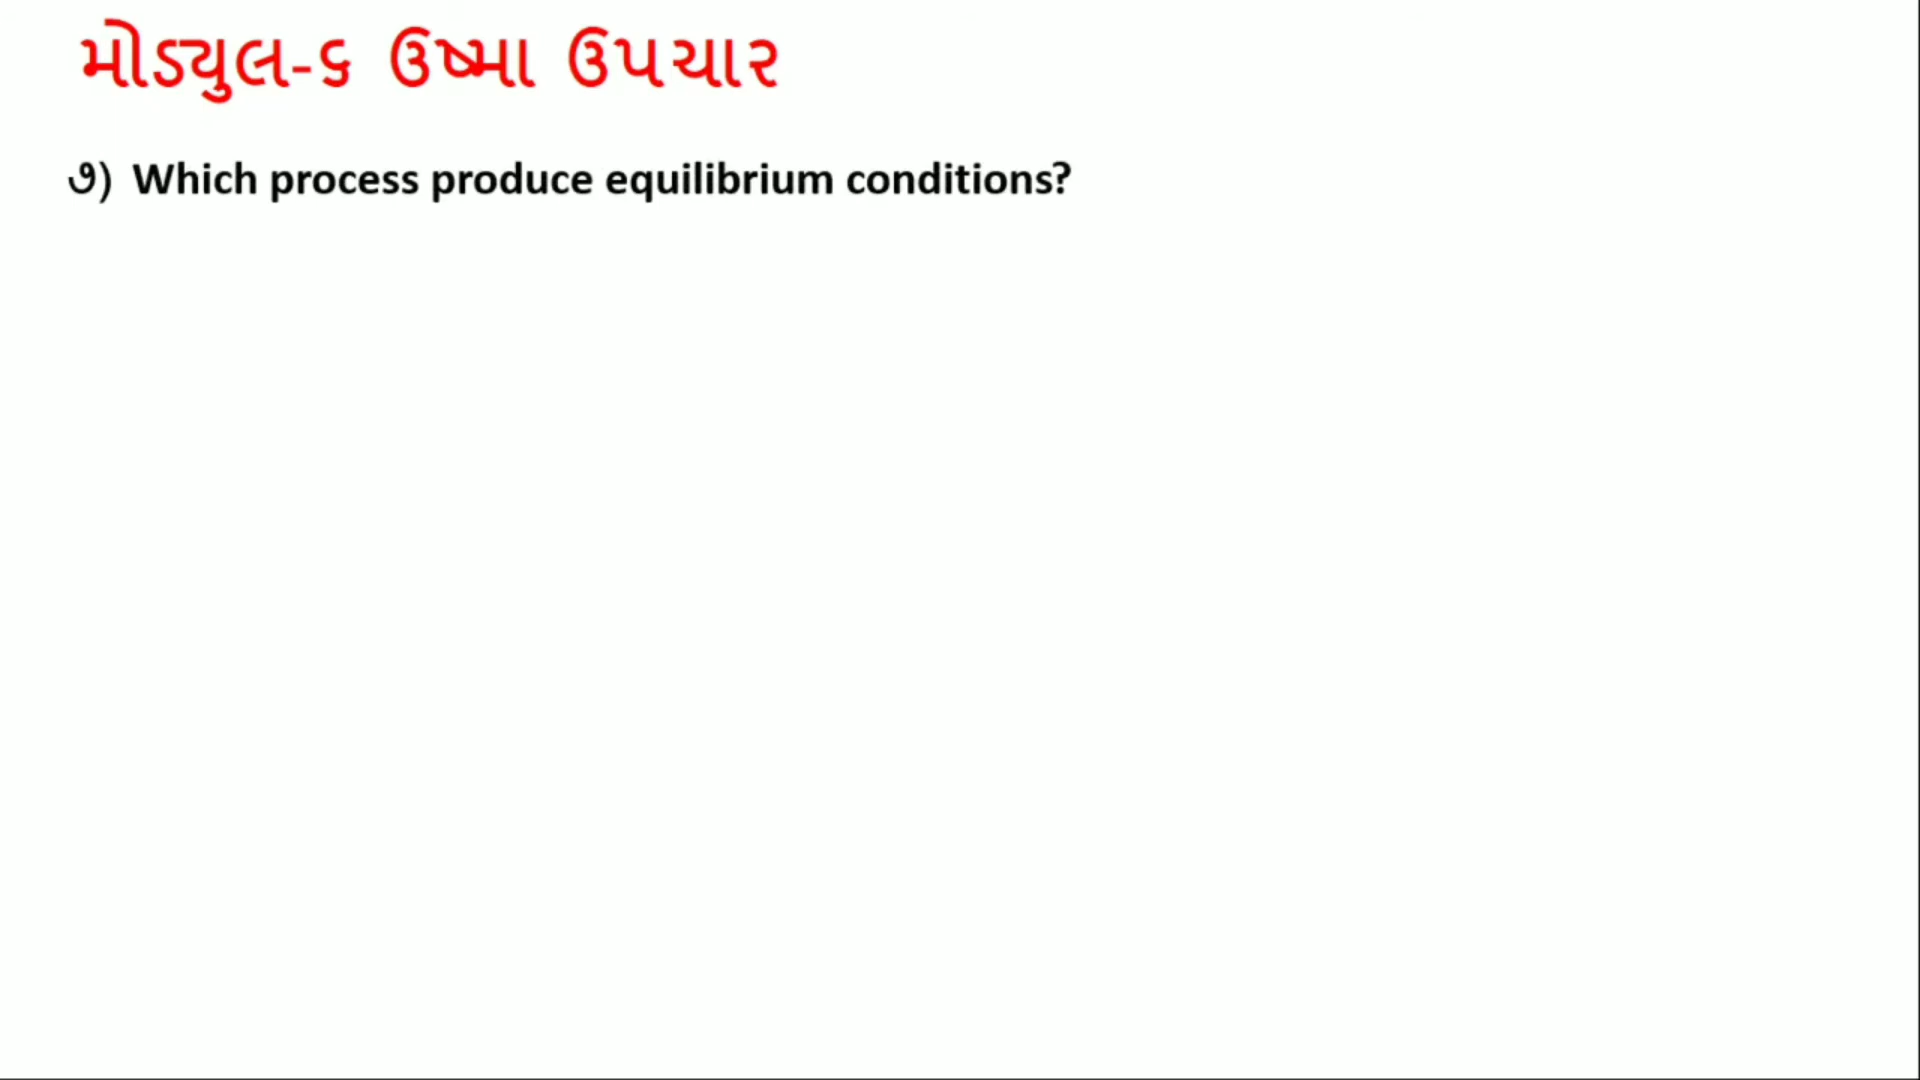 મોડ્યુલ-૬ ઉષ્મા ઉપચાર
૭) Which process produce equilibrium conditions?